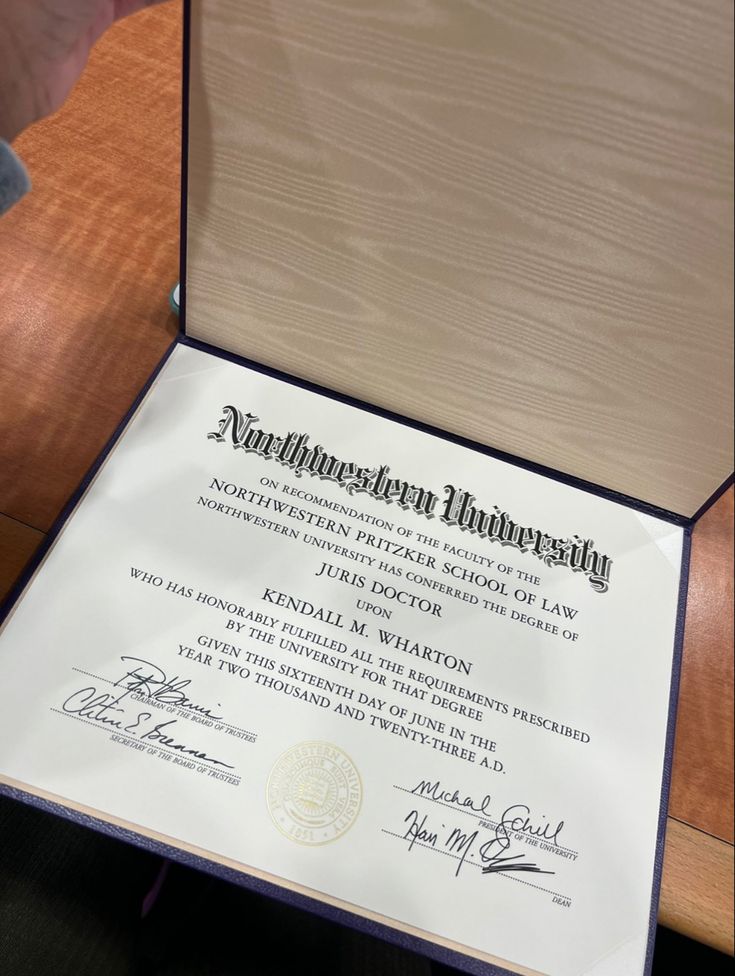 Northwestern University
ON RECOMMENDATION OF THE FACULTY OF THE
NORTHWESTERN PRITZKER SCHOOL OF LAW
NORTHWESTERN UNIVERSITY HAS CONFERRED THE DEGREE OF
JURIS DOCTOR
UPON
KENDALL M. WHARTON
WHO HAS HONORABLY FULFILLED ALL THE REQUIREMENTS PRESCRIBED
BY THE UNIVERSITY FOR THAT DEGREE
GIVEN THIS SIXTEENTH DAY OF JUNE IN THE
YEAR TWO THOUSAND AND TWENTY-THREE A.D.
CHAIRMAN OF THE BOARD OF TRUSTEES
SECRETARY OF THE BOARD OF TRUSTEES
NORTHWESTERN UNIVERSITY
1851
Michael Schill
PRESIDENT OF THE UNIVERSITY
Hari M.
DEAN